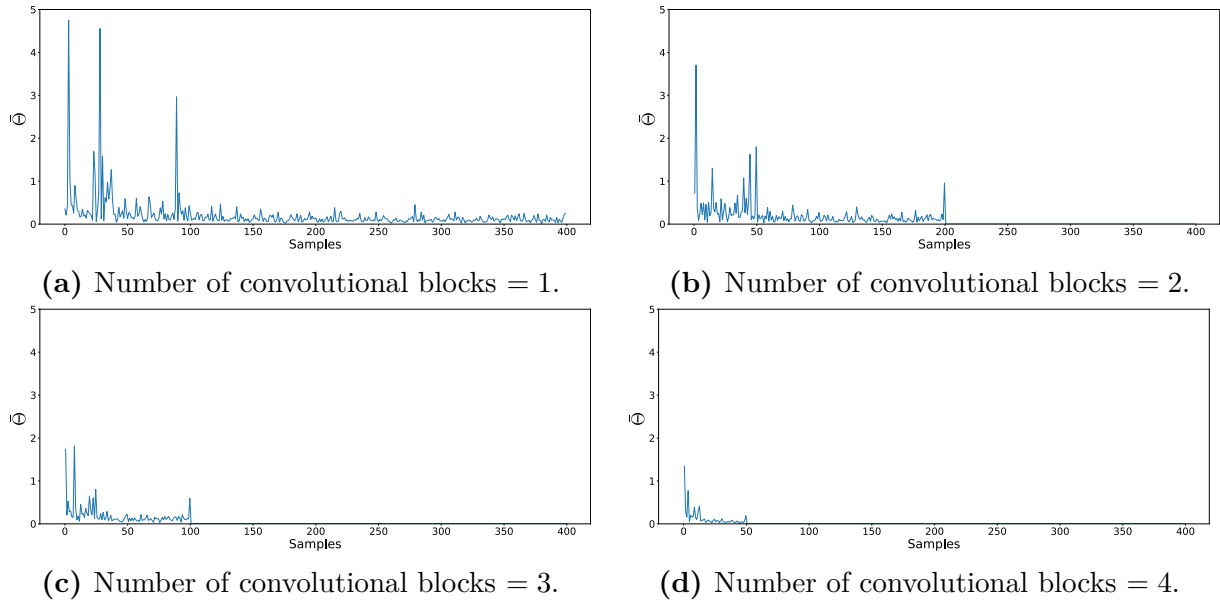 5
4
3
2
1
0
Θ̄
0 50 100 150 200 250 300 350 400
Samples
(a) Number of convolutional blocks = 1.
5
4
3
2
1
0
Θ̄
0 50 100 150 200 250 300 350 400
Samples
(b) Number of convolutional blocks = 2.
5
4
3
2
1
0
Θ̄
0 50 100 150 200 250 300 350 400
Samples
(c) Number of convolutional blocks = 3.
5
4
3
2
1
0
Θ̄
0 50 100 150 200 250 300 350 400
Samples
(d) Number of convolutional blocks = 4.